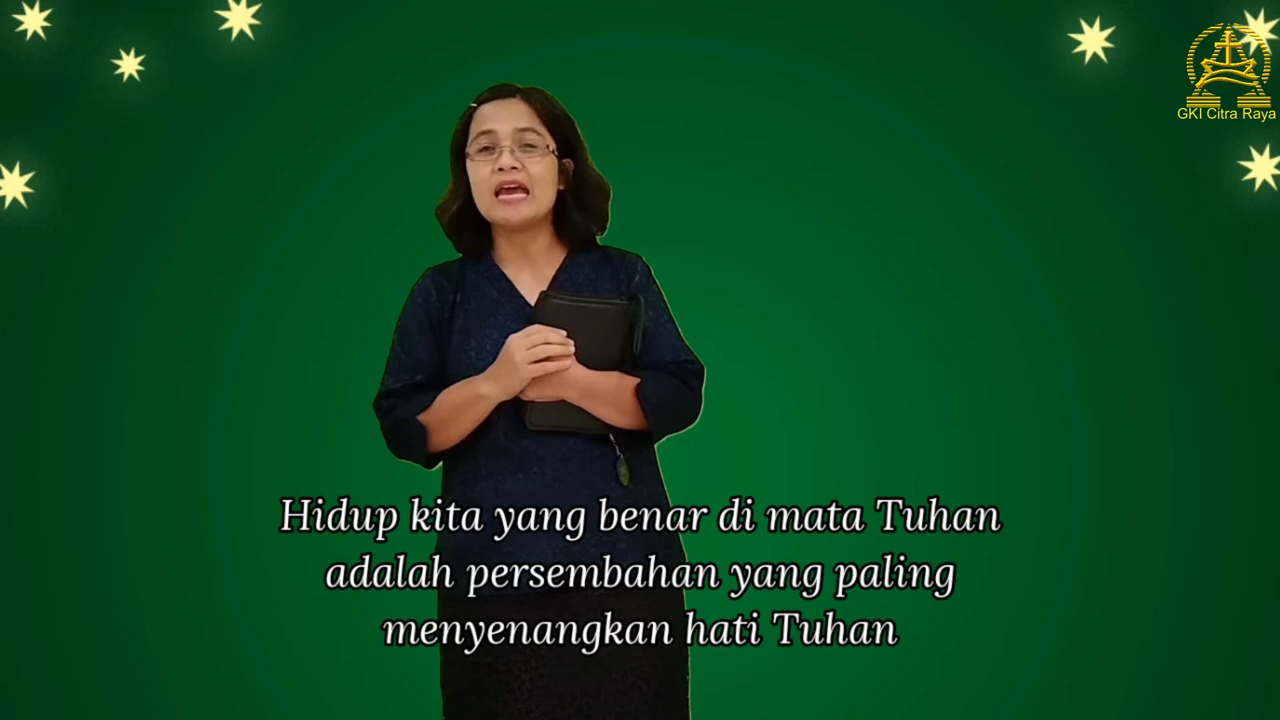 GKI Citra Raya
Hidup kita yang benar di mata Tuhan
adalah persembahan yang paling
menyenangkan hati Tuhan